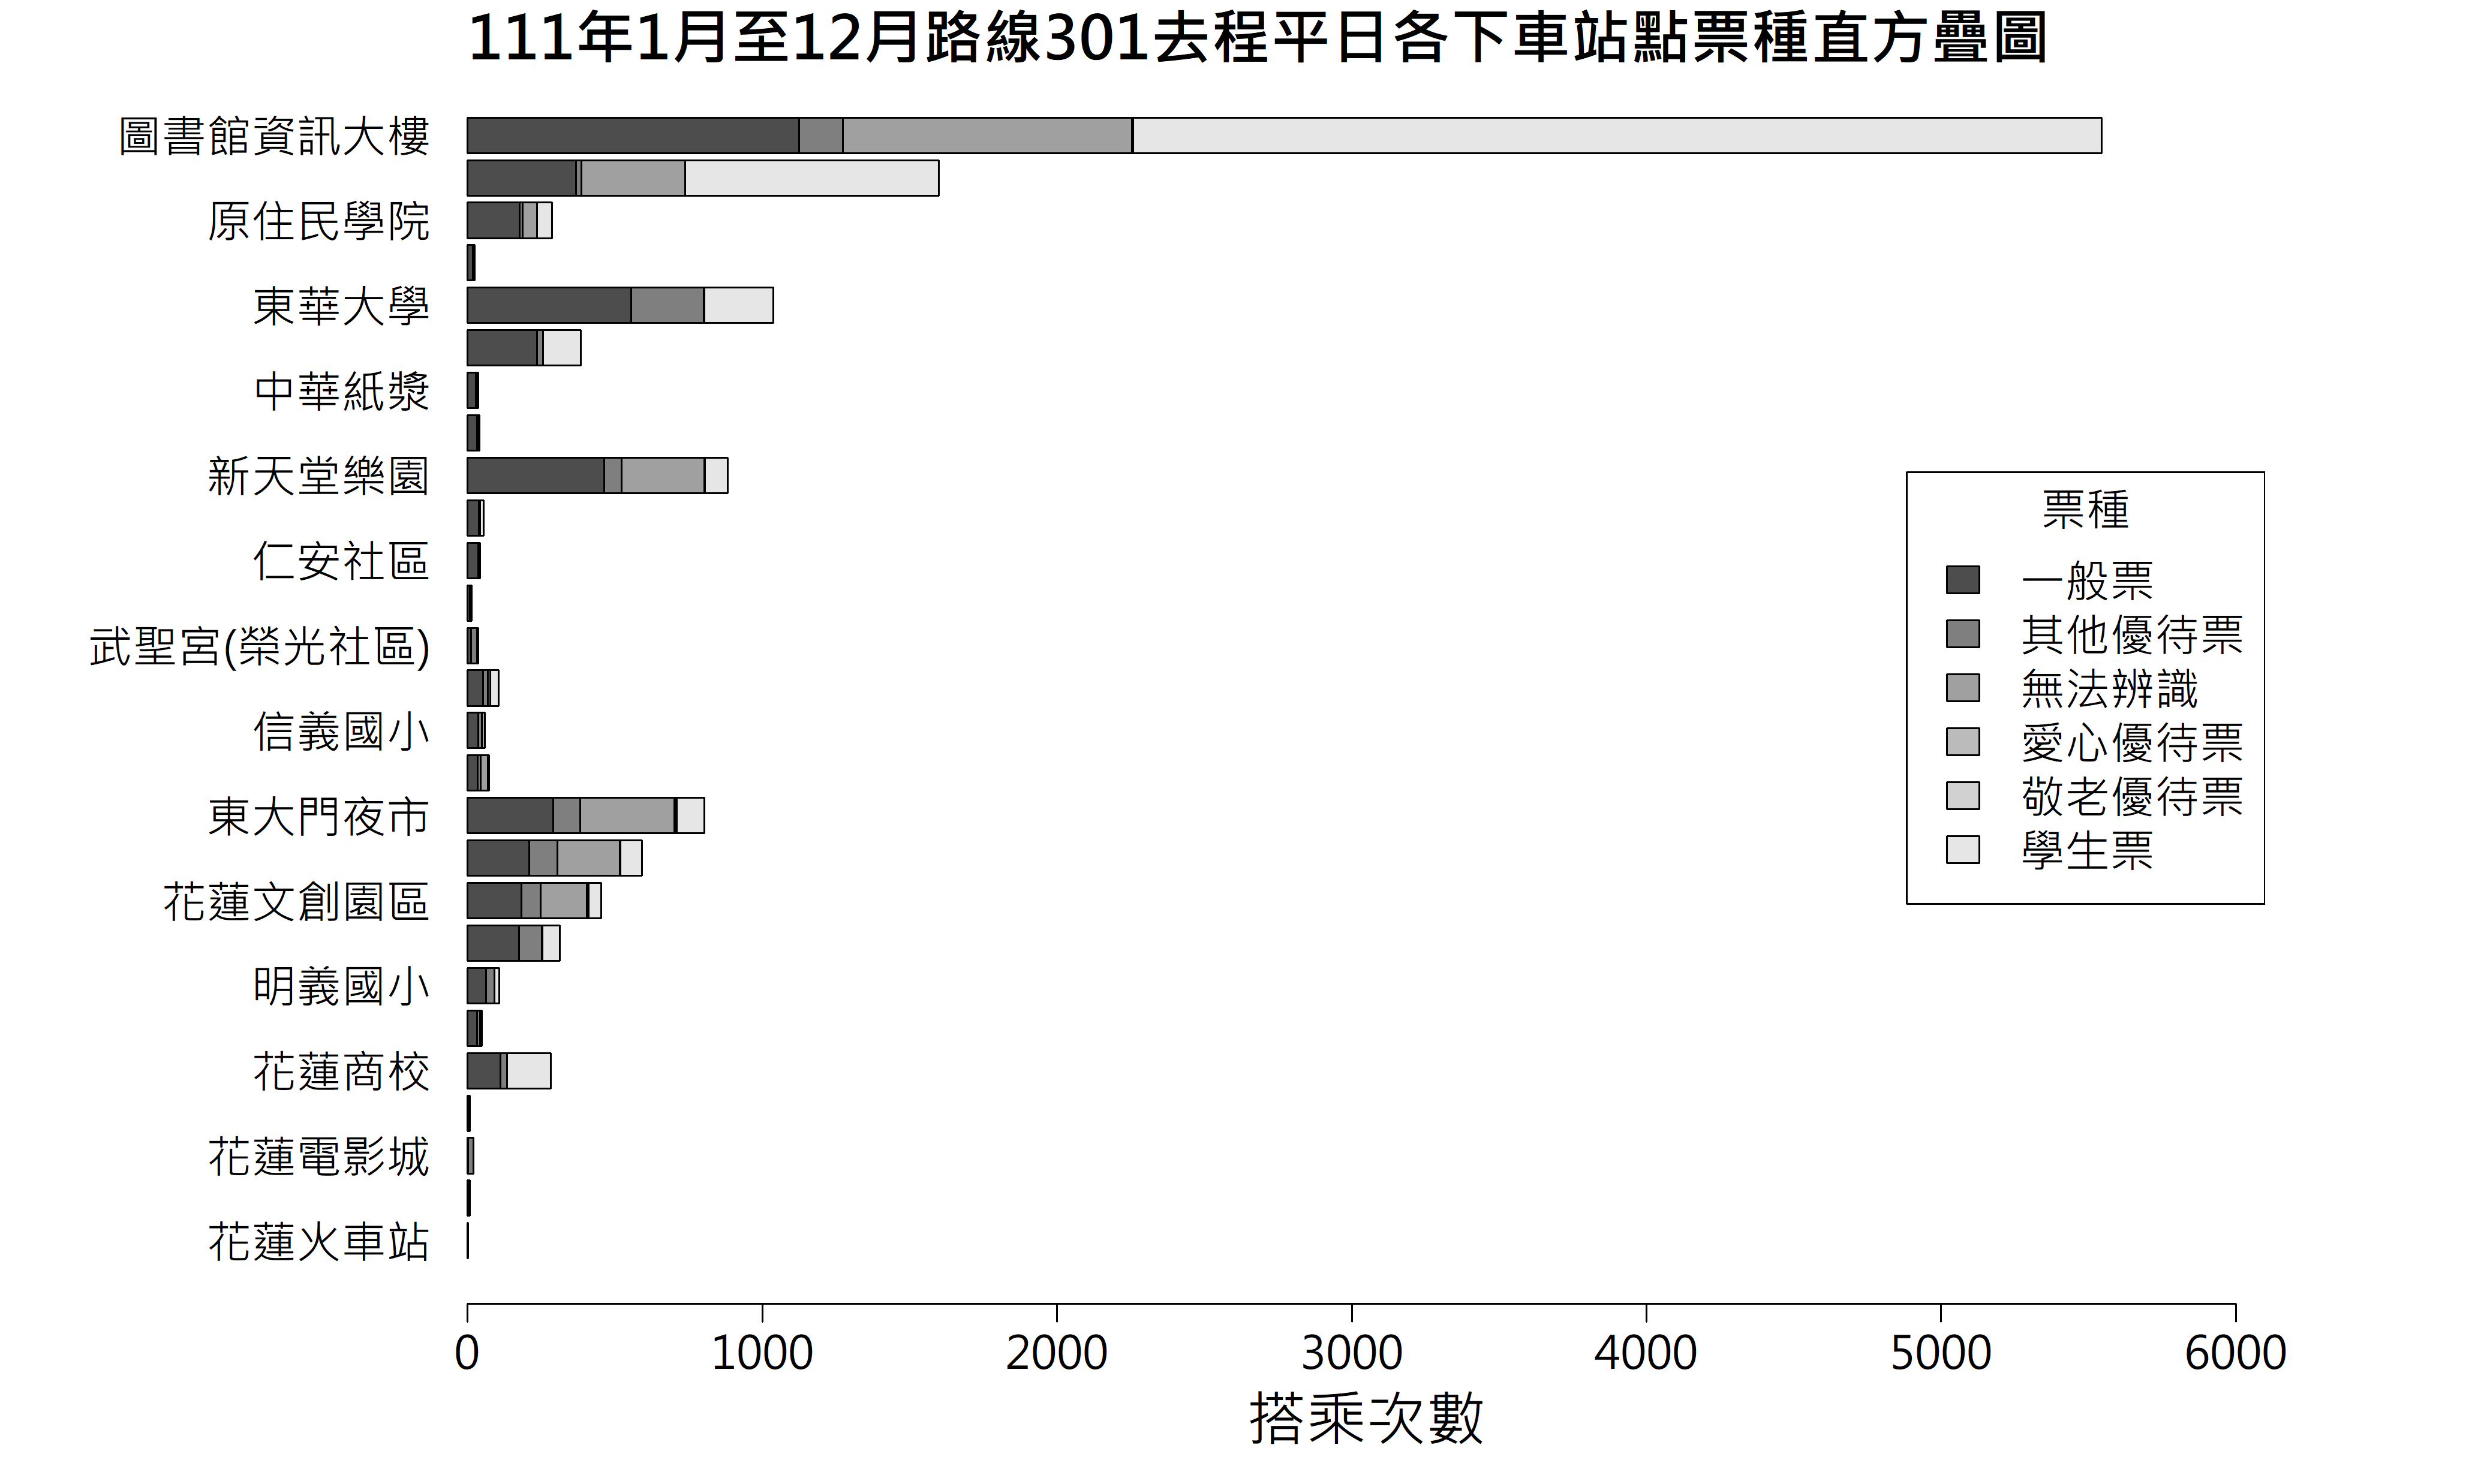 111年1月至12月路線301去程平日各下車站點票種直方疊圖
圖書館資訊大樓
原住民學院
東華大學
中華紙漿
新天堂樂園
仁安社區
武聖宮(榮光社區)
信義國小
東大門夜市
花蓮文創園區
明義國小
花蓮商校
花蓮電影城
花蓮火車站
票種
一般票
其他優待票
無法辨識
愛心優待票
敬老優待票
學生票
0 1000 2000 3000 4000 5000 6000
搭乘次數